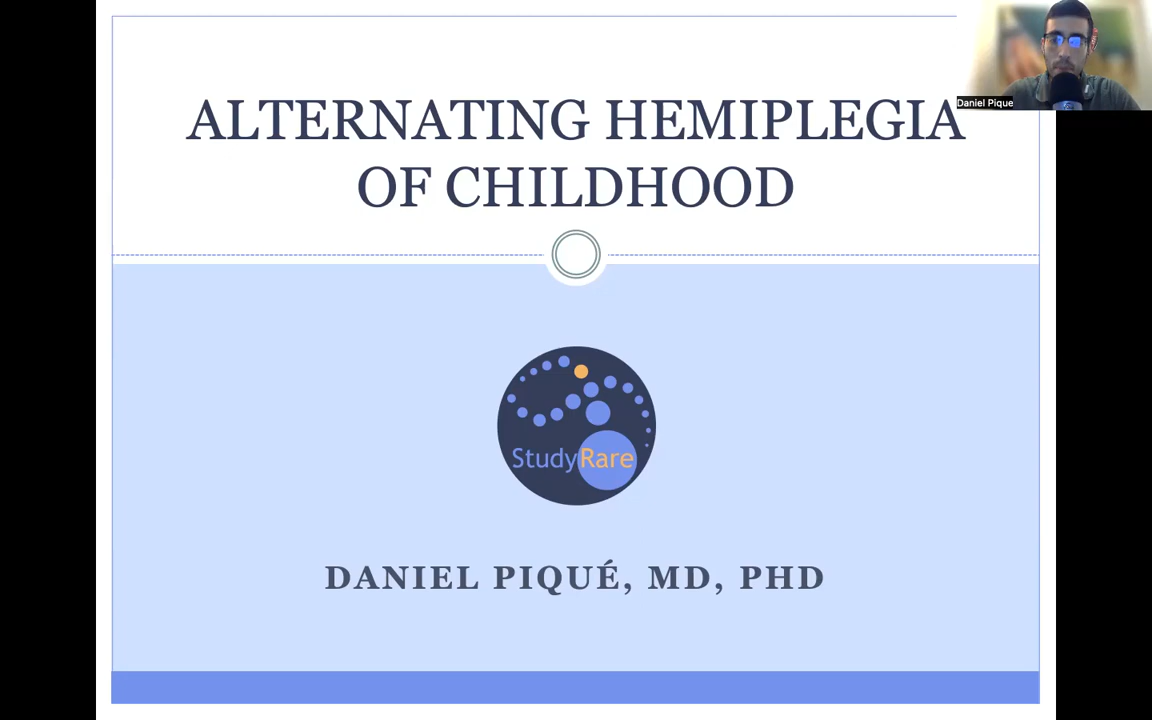 Daniel Pique
ALTERNATING HEMIPLEGIA
OF CHILDHOOD
StudyRare
DANIEL PIQUÉ, MD, PHD